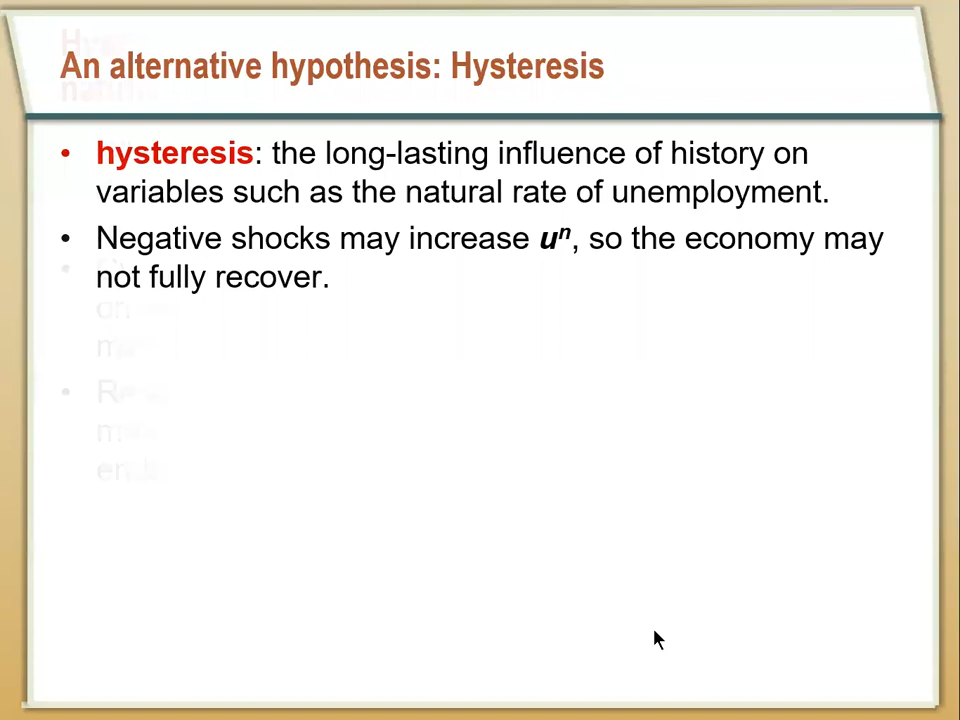 An alternative hypothesis: Hysteresis
• hysteresis: the long-lasting influence of history on
variables such as the natural rate of unemployment.
• Negative shocks may increase uⁿ, so the economy may
not fully recover.